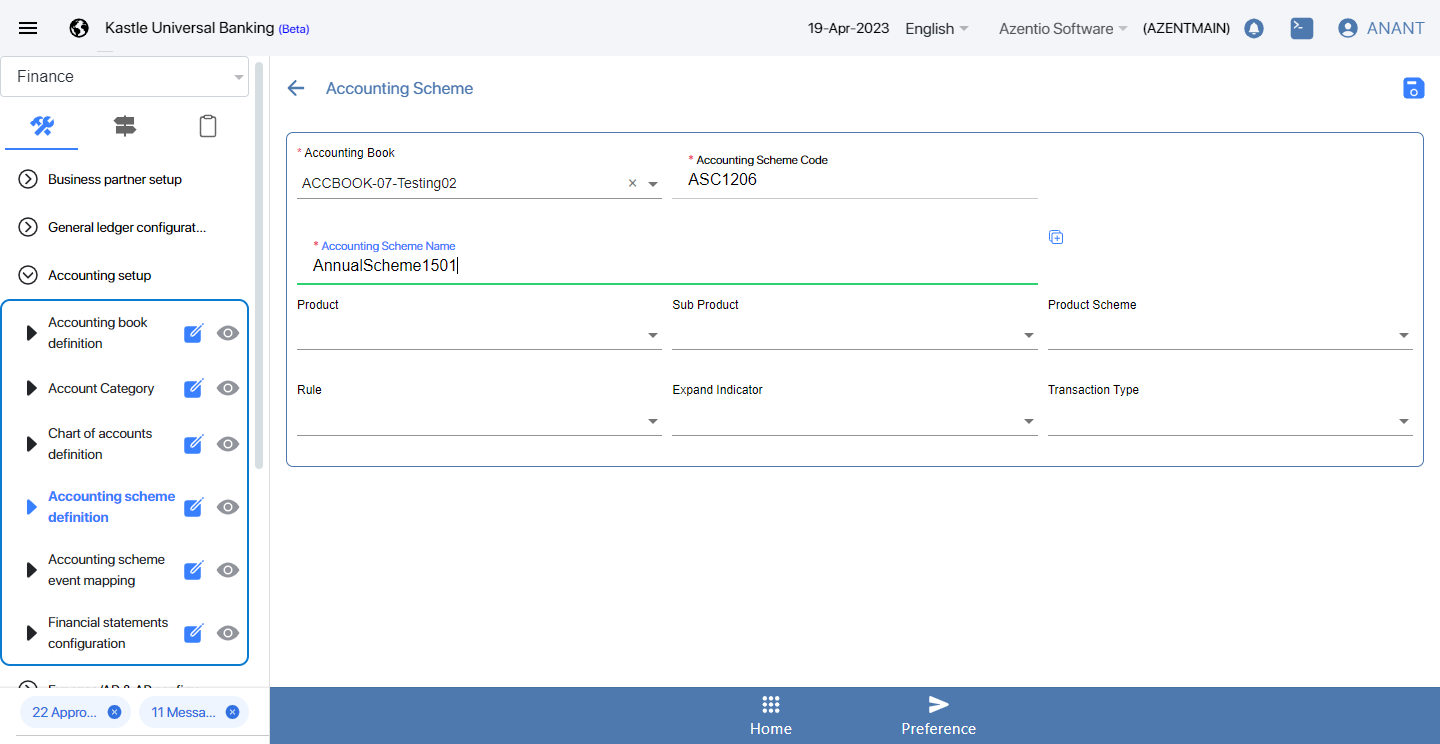 Kastle Universal Banking (Beta)
19-Apr-2023
English
Azentio Software
(AZENTMAIN)
ANANT
Finance
Business partner setup
General ledger configurat...
Accounting setup
Accounting book
definition
Account Category
Chart of accounts
definition
Accounting scheme
definition
Accounting scheme
event mapping
Financial statements
configuration
22 Appro...
11 Messa...
Accounting Scheme
* Accounting Book
ACCBOOK-07-Testing02
* Accounting Scheme Code
ASC1206
* Accounting Scheme Name
AnnualScheme1501
Product
Sub Product
Product Scheme
Rule
Expand Indicator
Transaction Type
Home
Preference